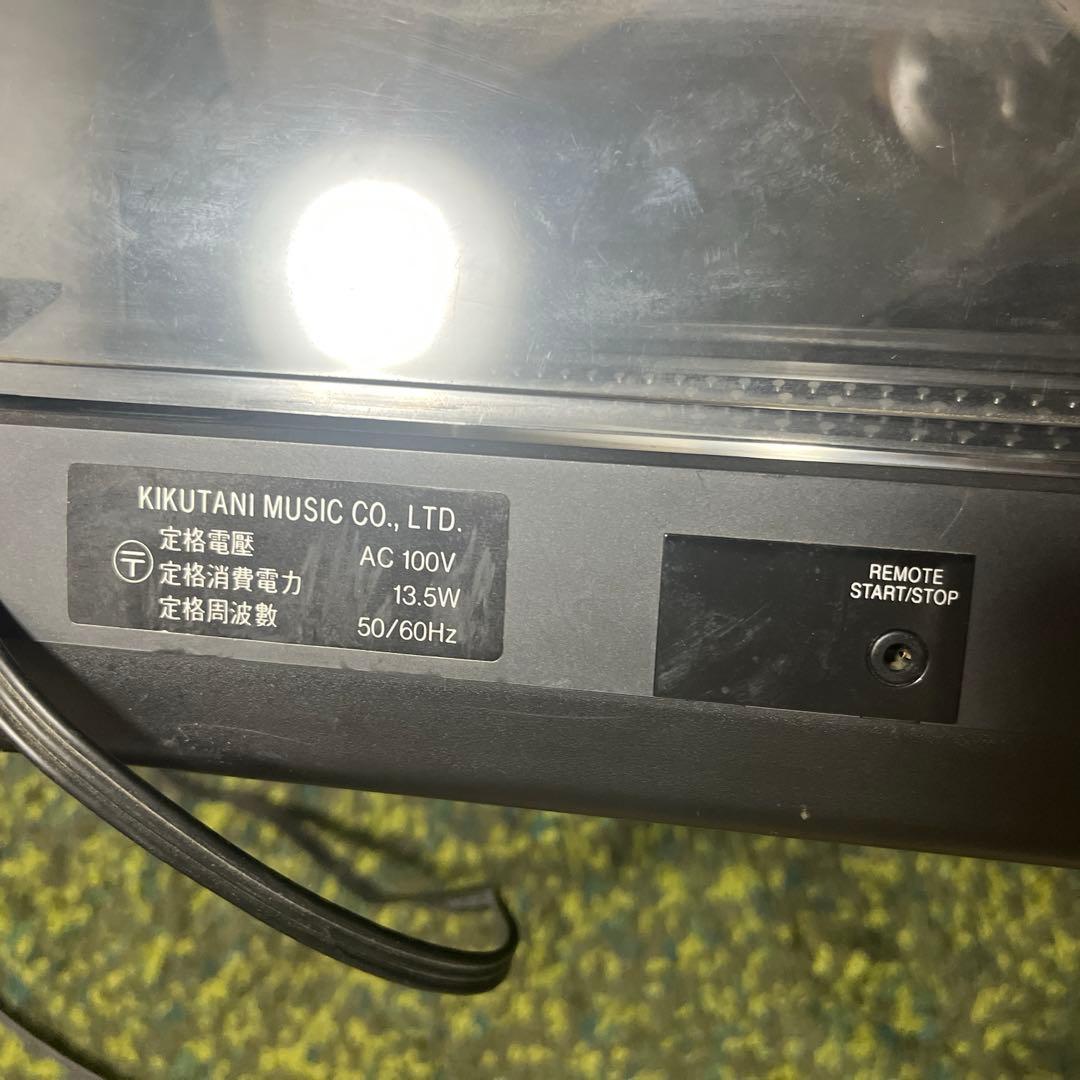 KIKUTANI MUSIC CO., LTD.
定格電壓 AC 100V
〒 定格消費電力 13.5W
定格周波數 50/60Hz
REMOTE
START/STOP